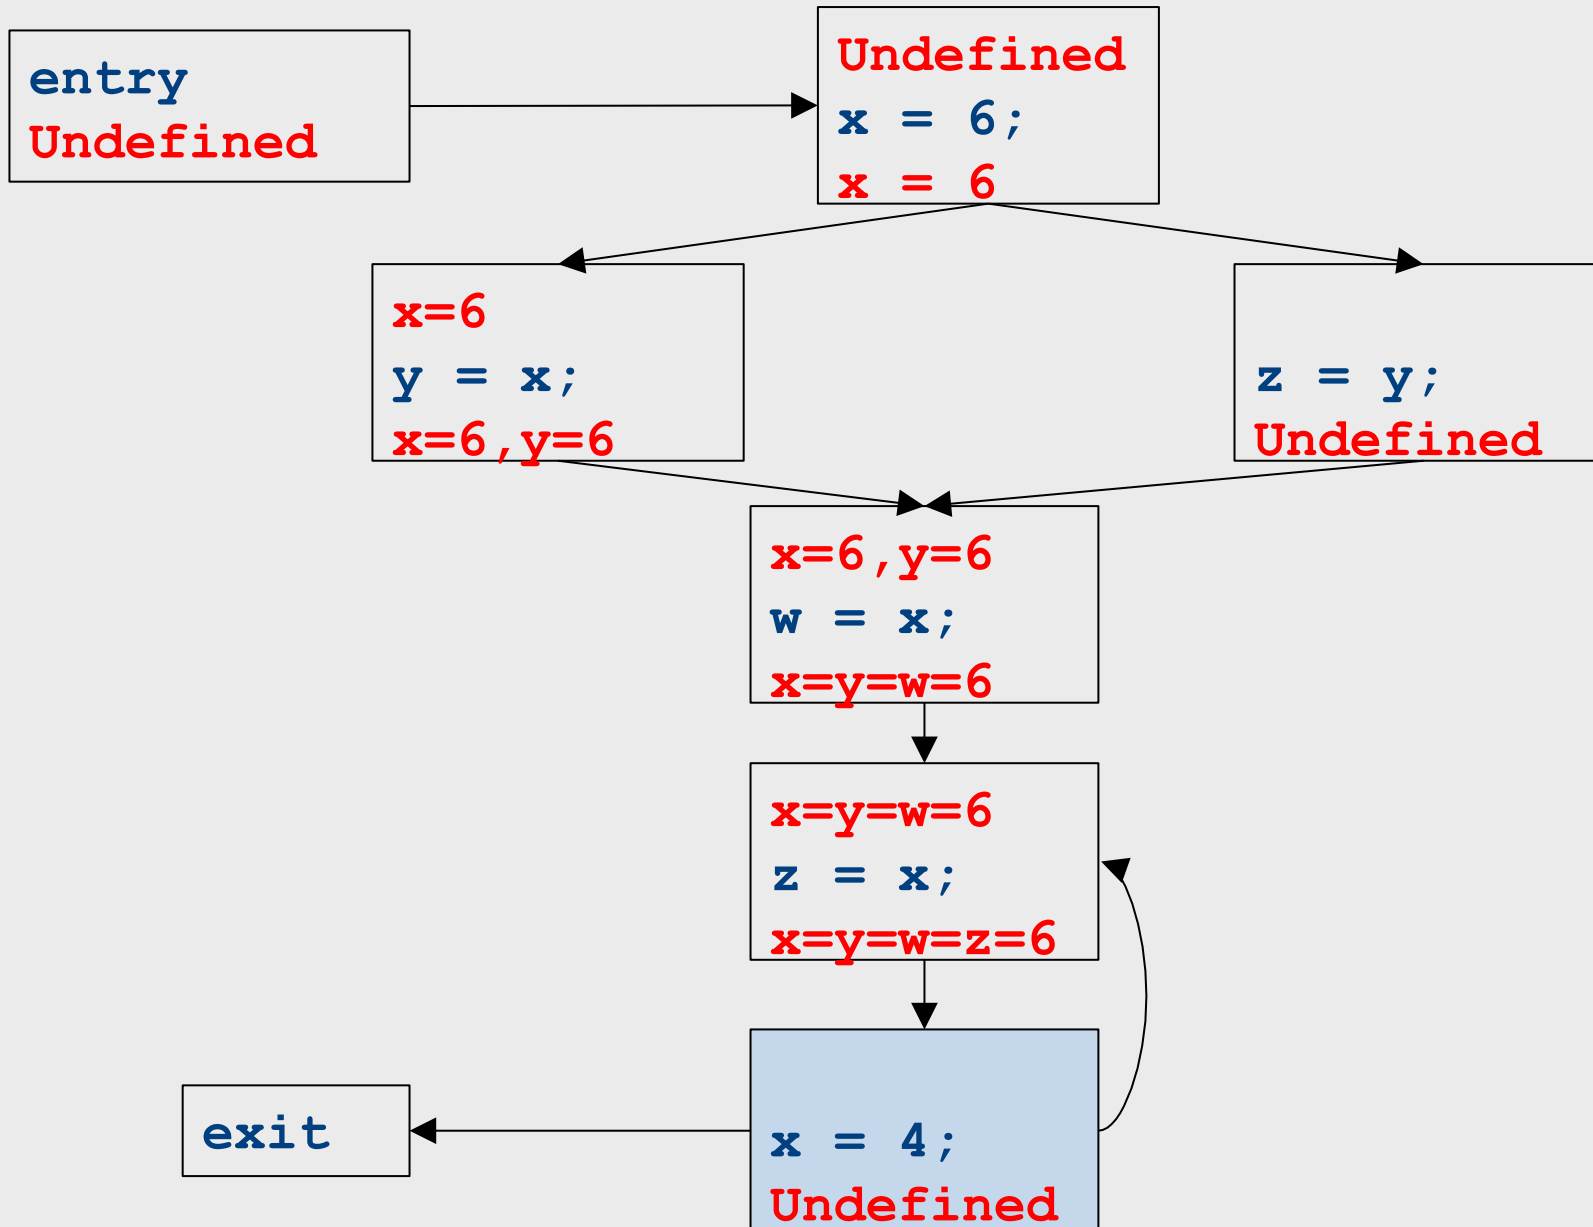 entry
Undefined
Undefined
x = 6;
x = 6
x=6
y = x;
x=6,y=6
z = y;
Undefined
x=6,y=6
w = x;
x=y=w=6
x=y=w=6
z = x;
x=y=w=z=6
exit
x = 4;
Undefined